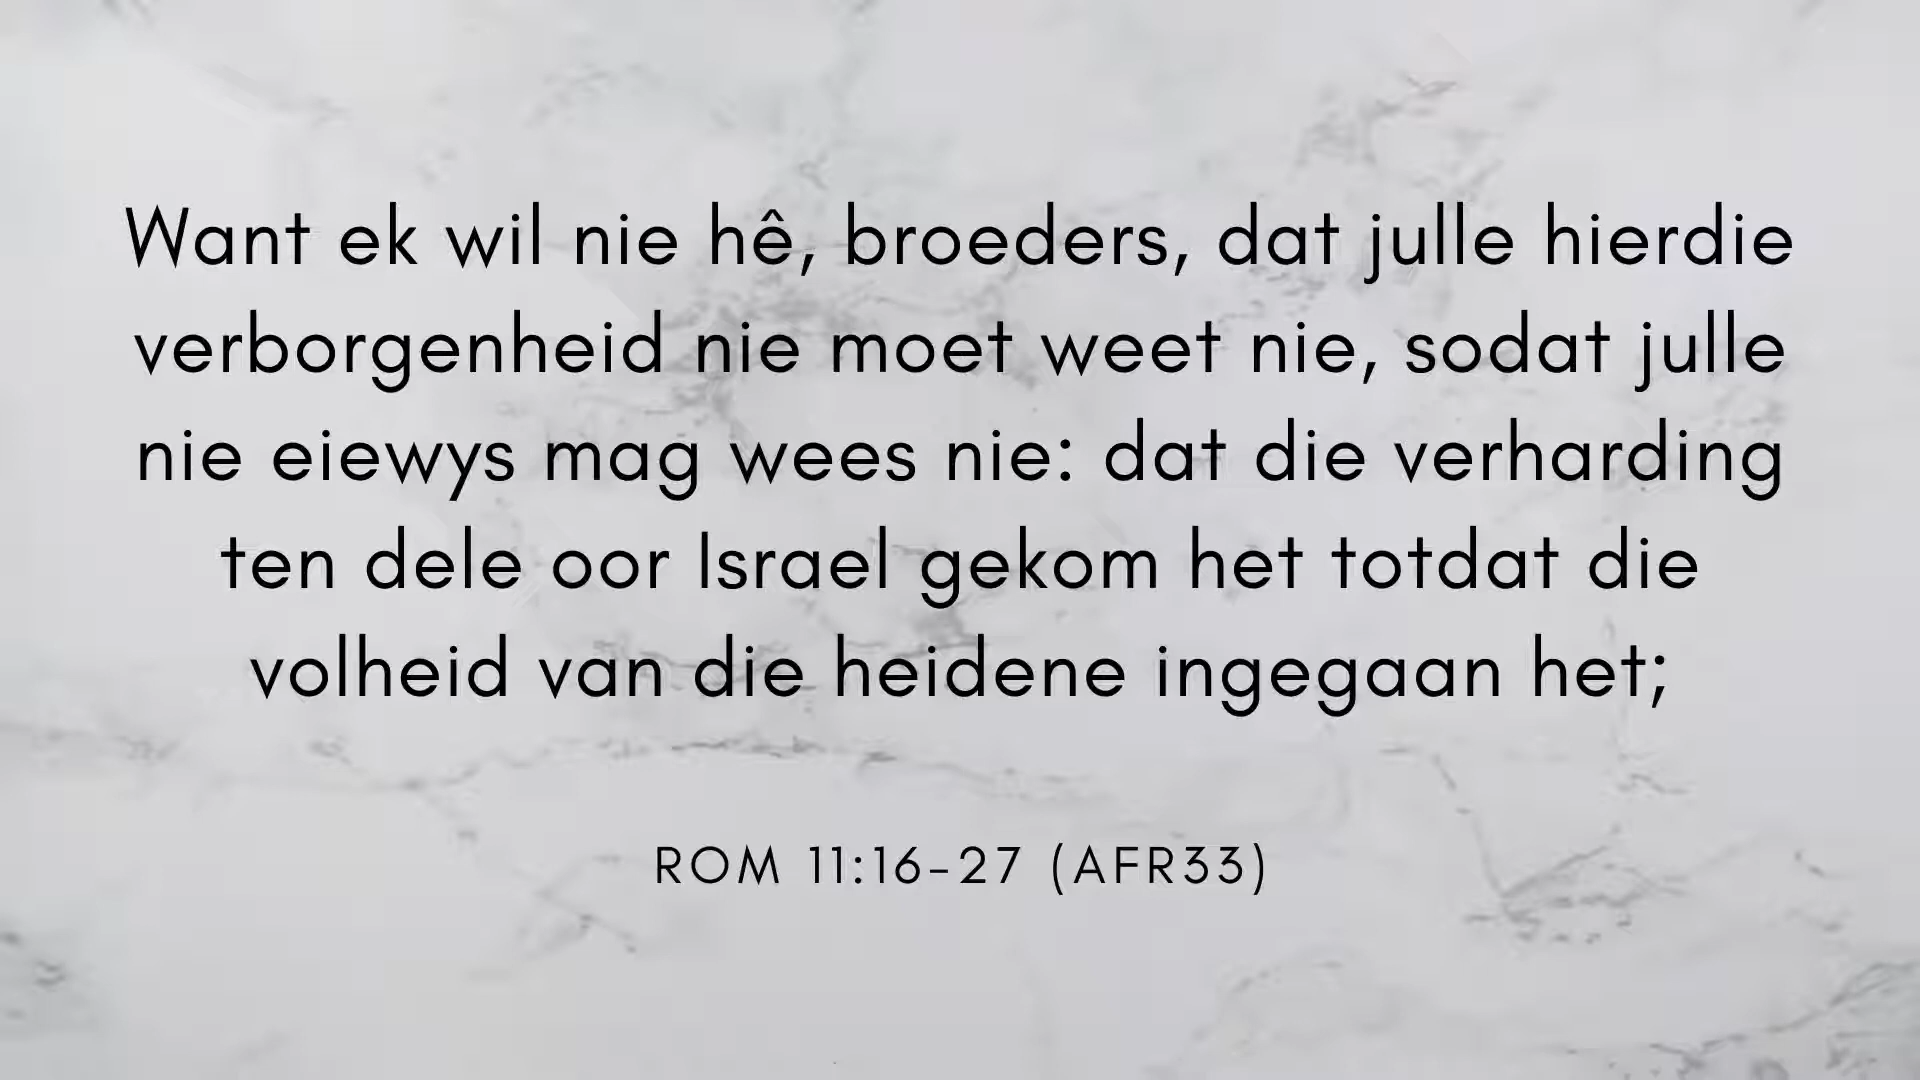 Want ek wil nie hê, broeders, dat julle hierdie
verborgenheid nie moet weet nie, sodat julle
nie eiewys mag wees nie: dat die verharding
ten dele oor Israel gekom het totdat die
volheid van die heidene ingegaan het;
ROM 11:16-27 (AFR33)